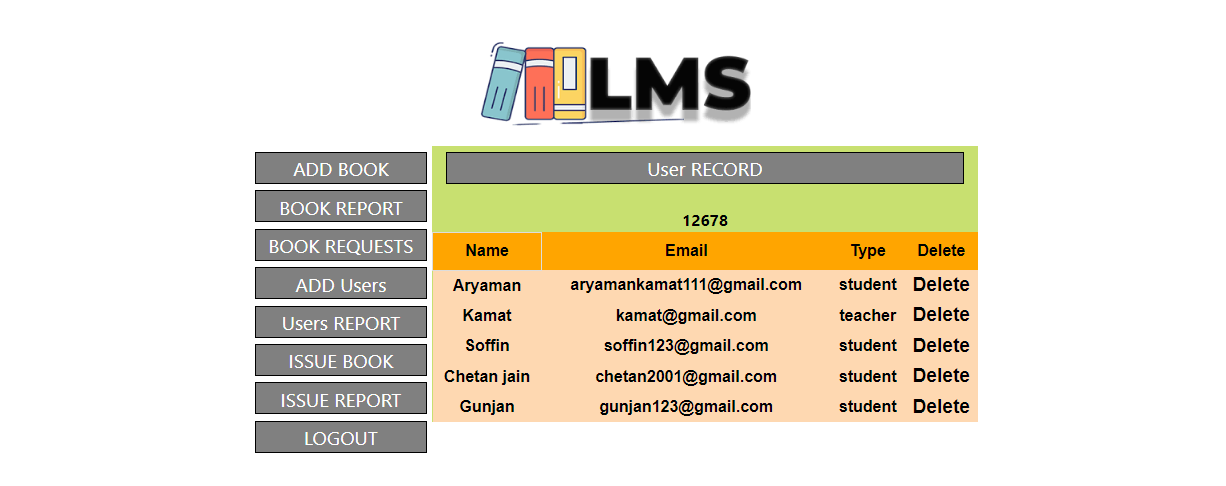 LMS
ADD BOOK
BOOK REPORT
BOOK REQUESTS
ADD Users
Users REPORT
ISSUE BOOK
ISSUE REPORT
LOGOUT
User RECORD
12678
Name Email Type Delete
Aryaman aryamankamat111@gmail.com student Delete
Kamat kamat@gmail.com teacher Delete
Soffin soffin123@gmail.com student Delete
Chetan jain chetan2001@gmail.com student Delete
Gunjan gunjan123@gmail.com student Delete